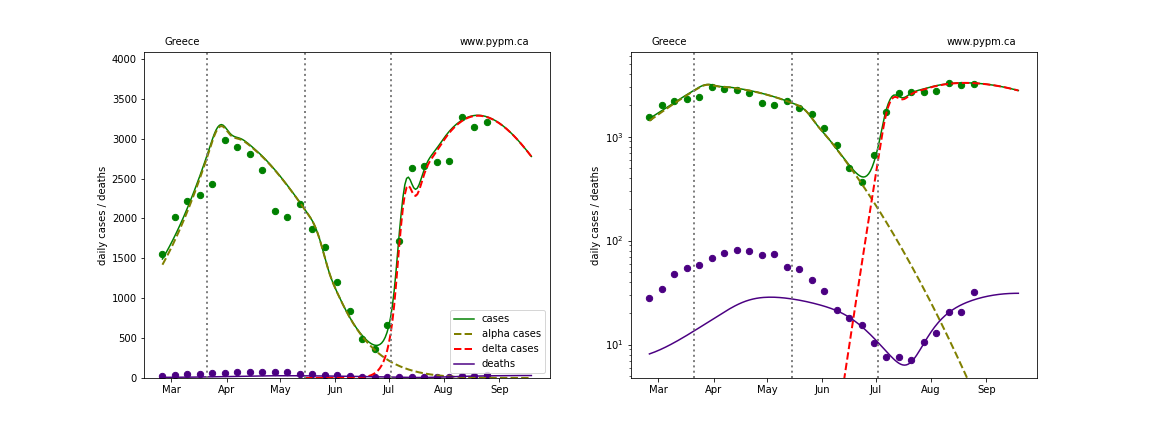 Greece www.pypm.ca
4000
3500
3000
2500
2000
1500
1000
500
0
daily cases / deaths
cases
alpha cases
delta cases
deaths
Mar Apr May Jun Jul Aug Sep
Greece www.pypm.ca
10³
10²
10¹
daily cases / deaths
Mar Apr May Jun Jul Aug Sep